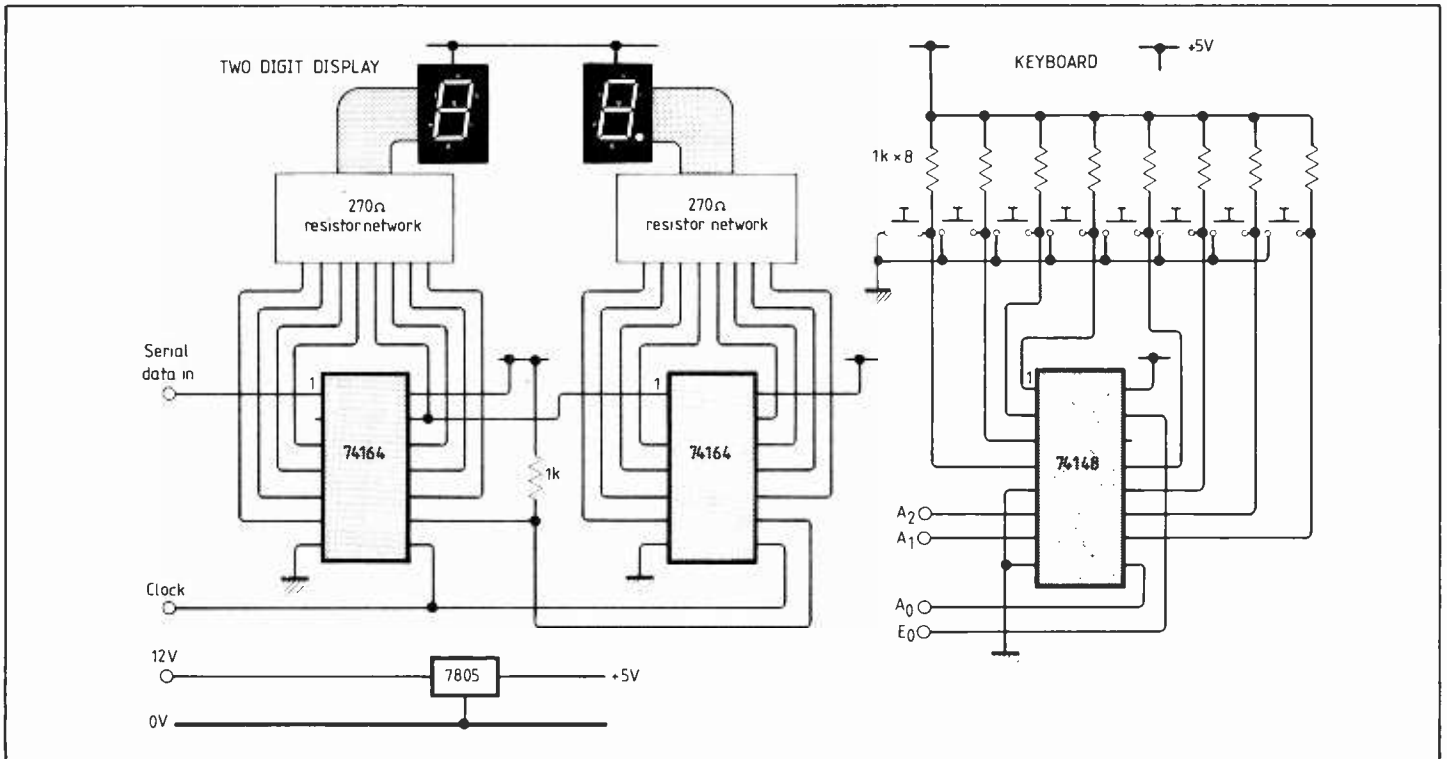 TWO DIGIT DISPLAY
KEYBOARD
+5V
1k × 8
270Ω
resistor network
270Ω
resistor network
Serial
data in
1
74164
1k
1
74164
1
74148
A2
A1
A0
E0
Clock
12V
7805
+5V
0V